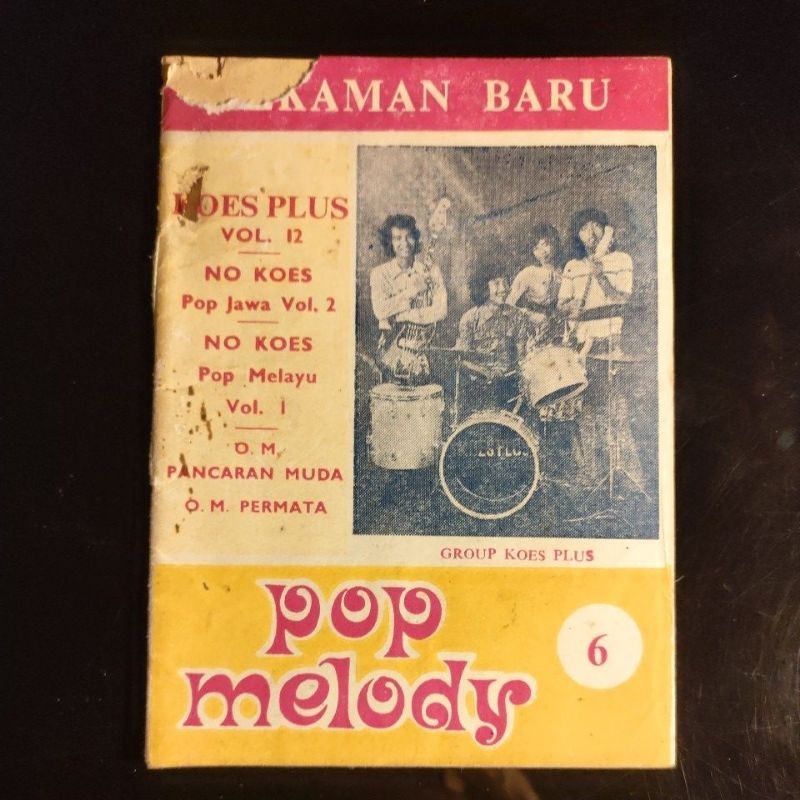 KAMAN BARU
KOES PLUS
VOL. 12
NO KOES
Pop Jawa Vol. 2
NO KOES
Pop Melayu
Vol. 1
O. M.
PANCARAN MUDA
O. M. PERMATA
GROUP KOES PLUS
pop
6
melody